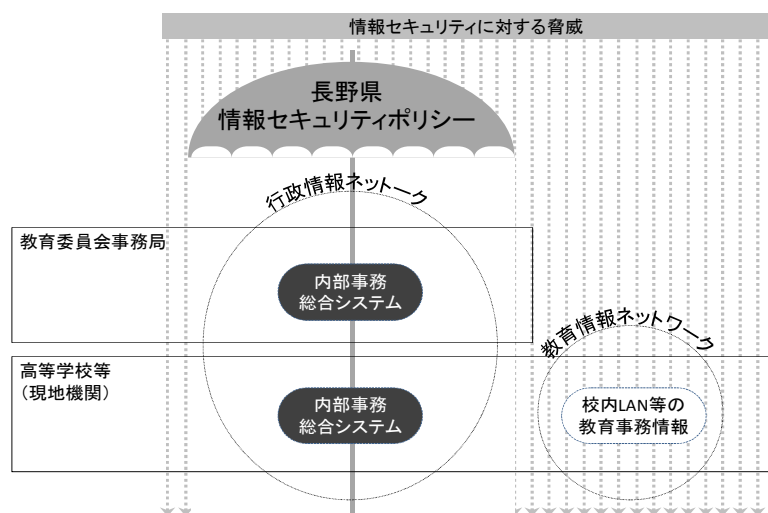 情報セキュリティに対する脅威
長野県
情報セキュリティポリシー
行政情報ネットーク
教育委員会事務局
内部事務
総合システム
教育情報ネットワーク
高等学校等
（現地機関）
内部事務
総合システム
校内LAN等の
教育事務情報